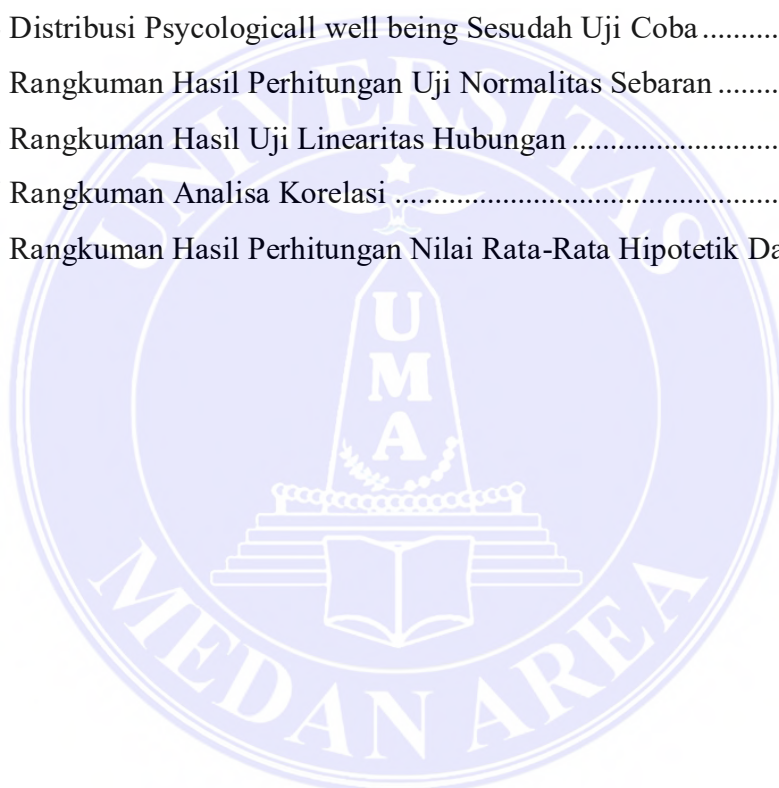 Distribusi Psycologicall well being Sesudah Uji Coba ..........
Rangkuman Hasil Perhitungan Uji Normalitas Sebaran ........
Rangkuman Hasil Uji Linearitas Hubungan ...........................
Rangkuman Analisa Korelasi ..................................................
Rangkuman Hasil Perhitungan Nilai Rata-Rata Hipotetik Da
UNIVERSITAS
U
M
A
MEDAN AREA